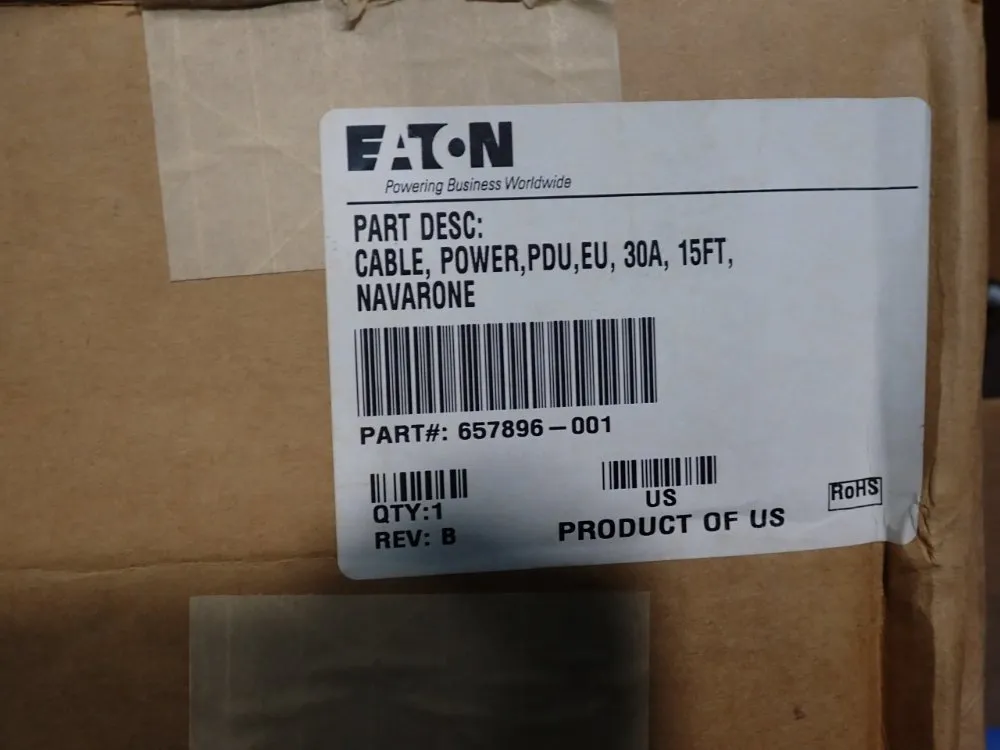 EATON
Powering Business Worldwide
PART DESC:
CABLE, POWER,PDU,EU, 30A, 15FT,
NAVARONE
PART#: 657896-001
QTY:1
REV: B
US
PRODUCT OF US
RoHS